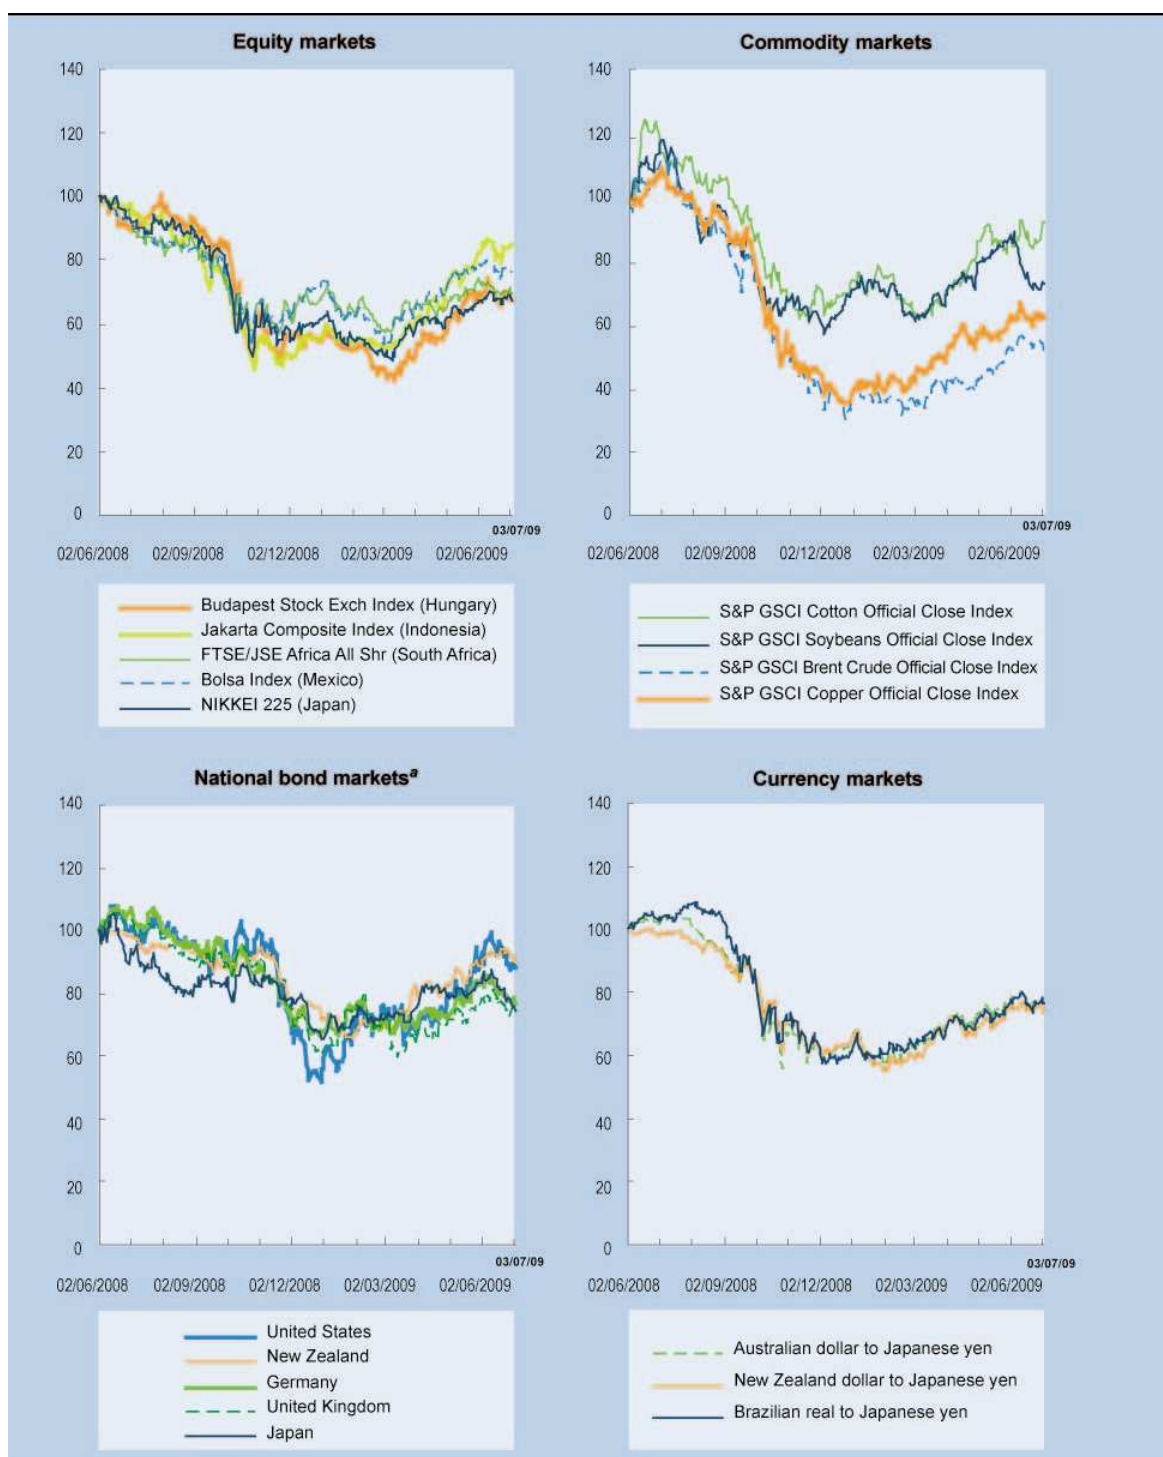 Equity markets
140
120
100
80
60
40
20
0
03/07/09
02/06/2008 02/09/2008 02/12/2008 02/03/2009 02/06/2009
Budapest Stock Exch Index (Hungary)
Jakarta Composite Index (Indonesia)
FTSE/JSE Africa All Shr (South Africa)
Bolsa Index (Mexico)
NIKKEI 225 (Japan)
Commodity markets
140
120
100
80
60
40
20
0
03/07/09
02/06/2008 02/09/2008 02/12/2008 02/03/2009 02/06/2009
S&P GSCI Cotton Official Close Index
S&P GSCI Soybeans Official Close Index
S&P GSCI Brent Crude Official Close Index
S&P GSCI Copper Official Close Index
National bond marketsa
140
120
100
80
60
40
20
0
03/07/09
02/06/2008 02/09/2008 02/12/2008 02/03/2009 02/06/2009
United States
New Zealand
Germany
United Kingdom
Japan
Currency markets
140
120
100
80
60
40
20
0
03/07/09
02/06/2008 02/09/2008 02/12/2008 02/03/2009 02/06/2009
Australian dollar to Japanese yen
New Zealand dollar to Japanese yen
Brazilian real to Japanese yen